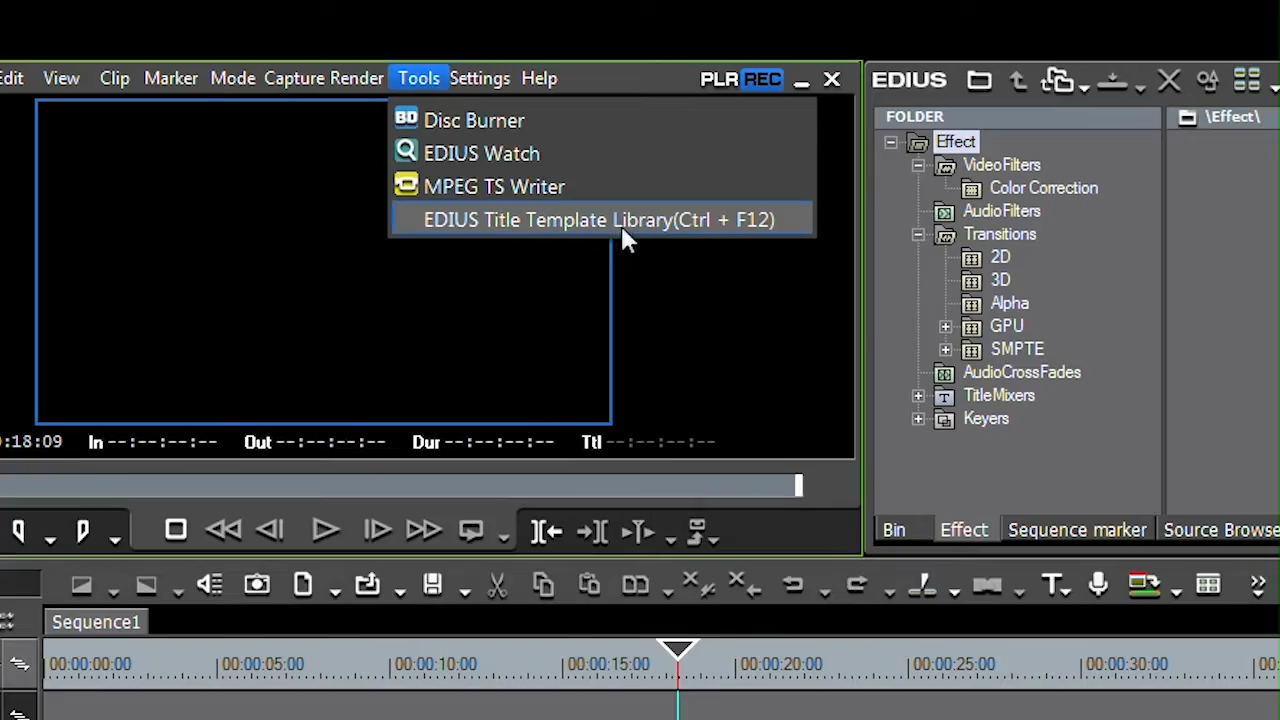 Edit View Clip Marker Mode Capture Render Tools Settings Help PLR REC
BD Disc Burner
EDIUS Watch
MPEG TS Writer
EDIUS Title Template Library(Ctrl + F12)
:18:09 In --:--:--:-- Out --:--:--:-- Dur --:--:--:-- Ttl --:--:--:--
EDIUS
FOLDER
\Effect\
Effect
VideoFilters
Color Correction
AudioFilters
Transitions
2D
3D
Alpha
GPU
SMPTE
AudioCrossFades
T TitleMixers
Keyers
Bin Effect Sequence marker Source Browse
Sequence1
00:00:00:00 00:00:05:00 00:00:10:00 00:00:15:00 00:00:20:00 00:00:25:00 00:00:30:00 00: